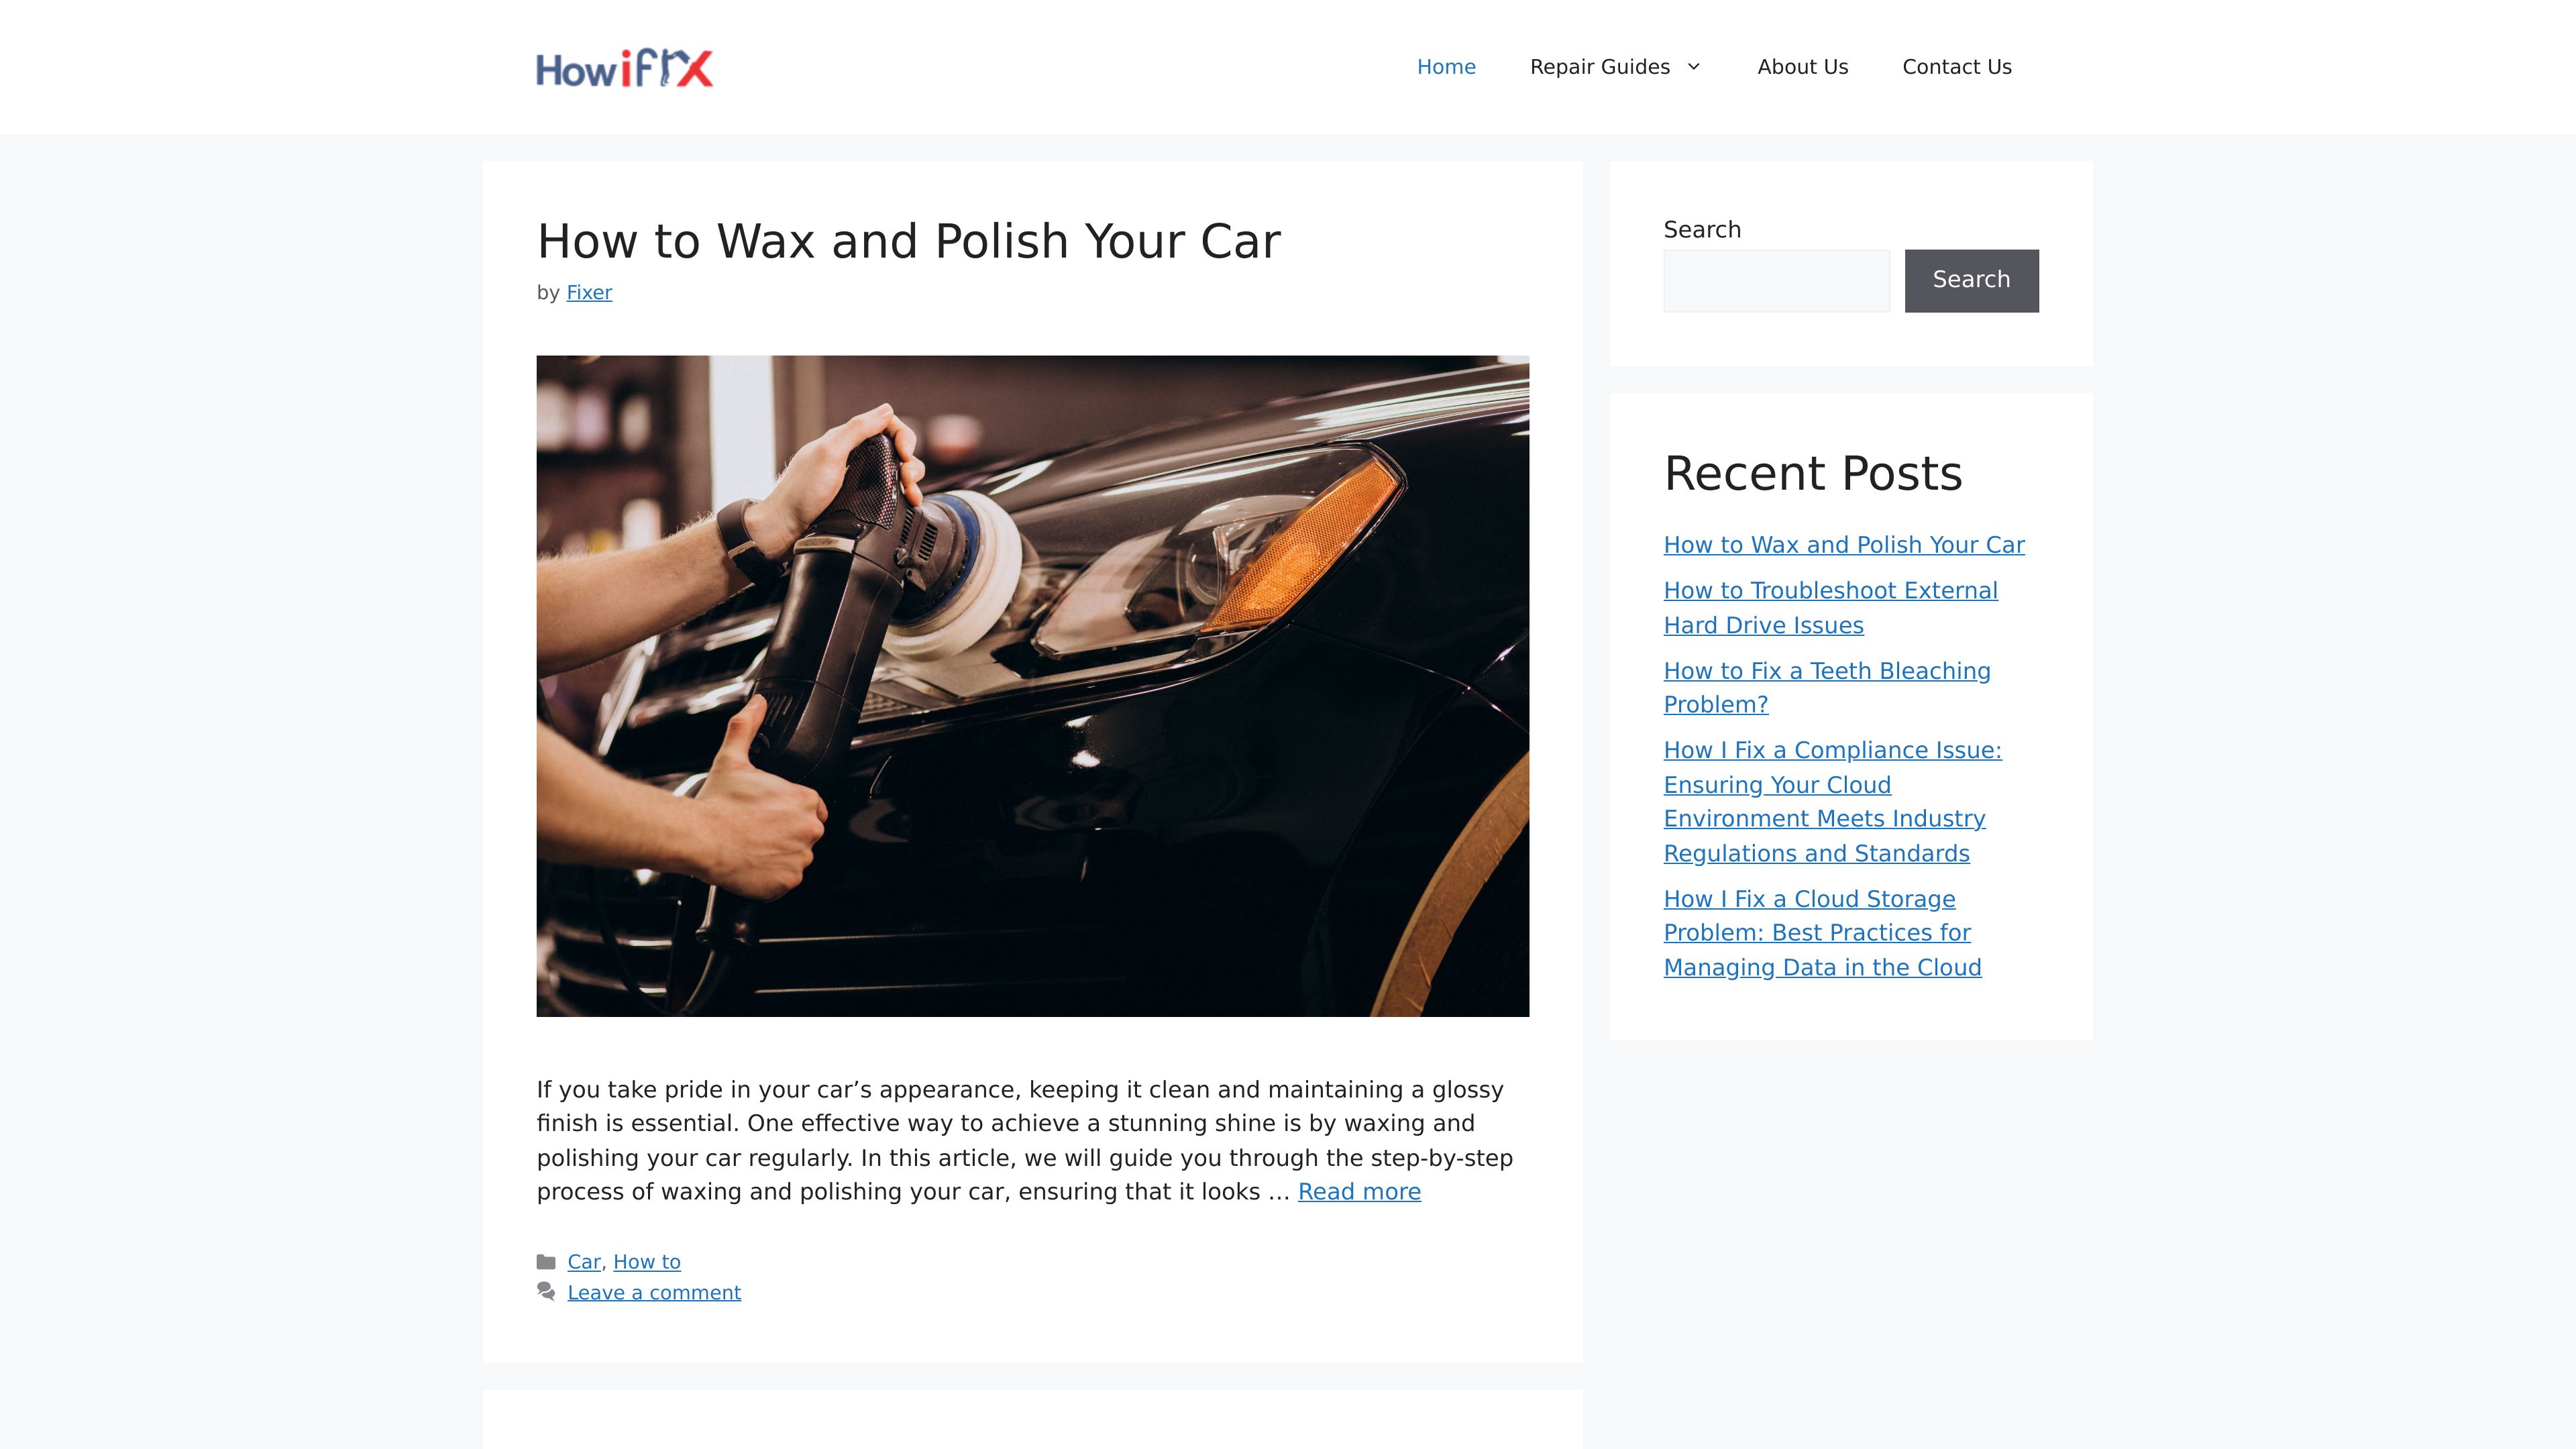 HowifIX
Home
Repair Guides
About Us
Contact Us
How to Wax and Polish Your Car
by Fixer
If you take pride in your car’s appearance, keeping it clean and maintaining a glossy
finish is essential. One effective way to achieve a stunning shine is by waxing and
polishing your car regularly. In this article, we will guide you through the step-by-step
process of waxing and polishing your car, ensuring that it looks … Read more
Car, How to
Leave a comment
Search
Search
Recent Posts
How to Wax and Polish Your Car
How to Troubleshoot External
Hard Drive Issues
How to Fix a Teeth Bleaching
Problem?
How I Fix a Compliance Issue:
Ensuring Your Cloud
Environment Meets Industry
Regulations and Standards
How I Fix a Cloud Storage
Problem: Best Practices for
Managing Data in the Cloud